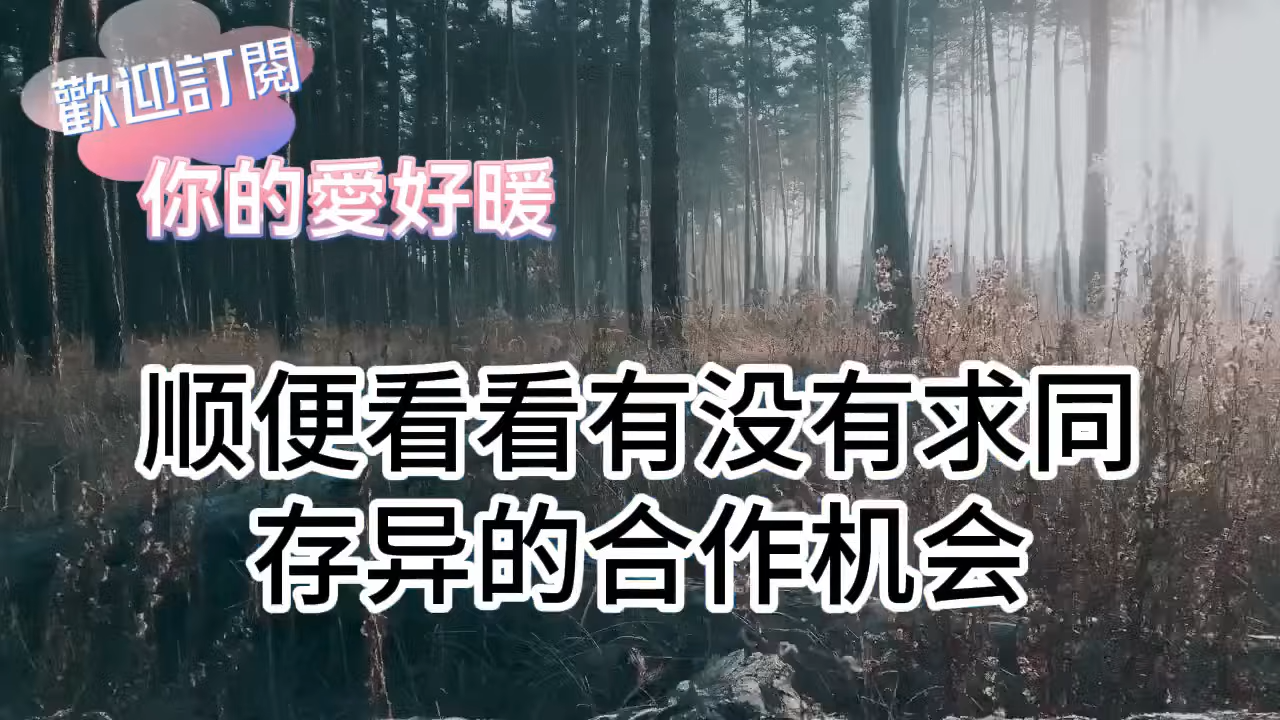 歡迎訂閱
你的愛好暖
顺便看看有没有求同
存异的合作机会